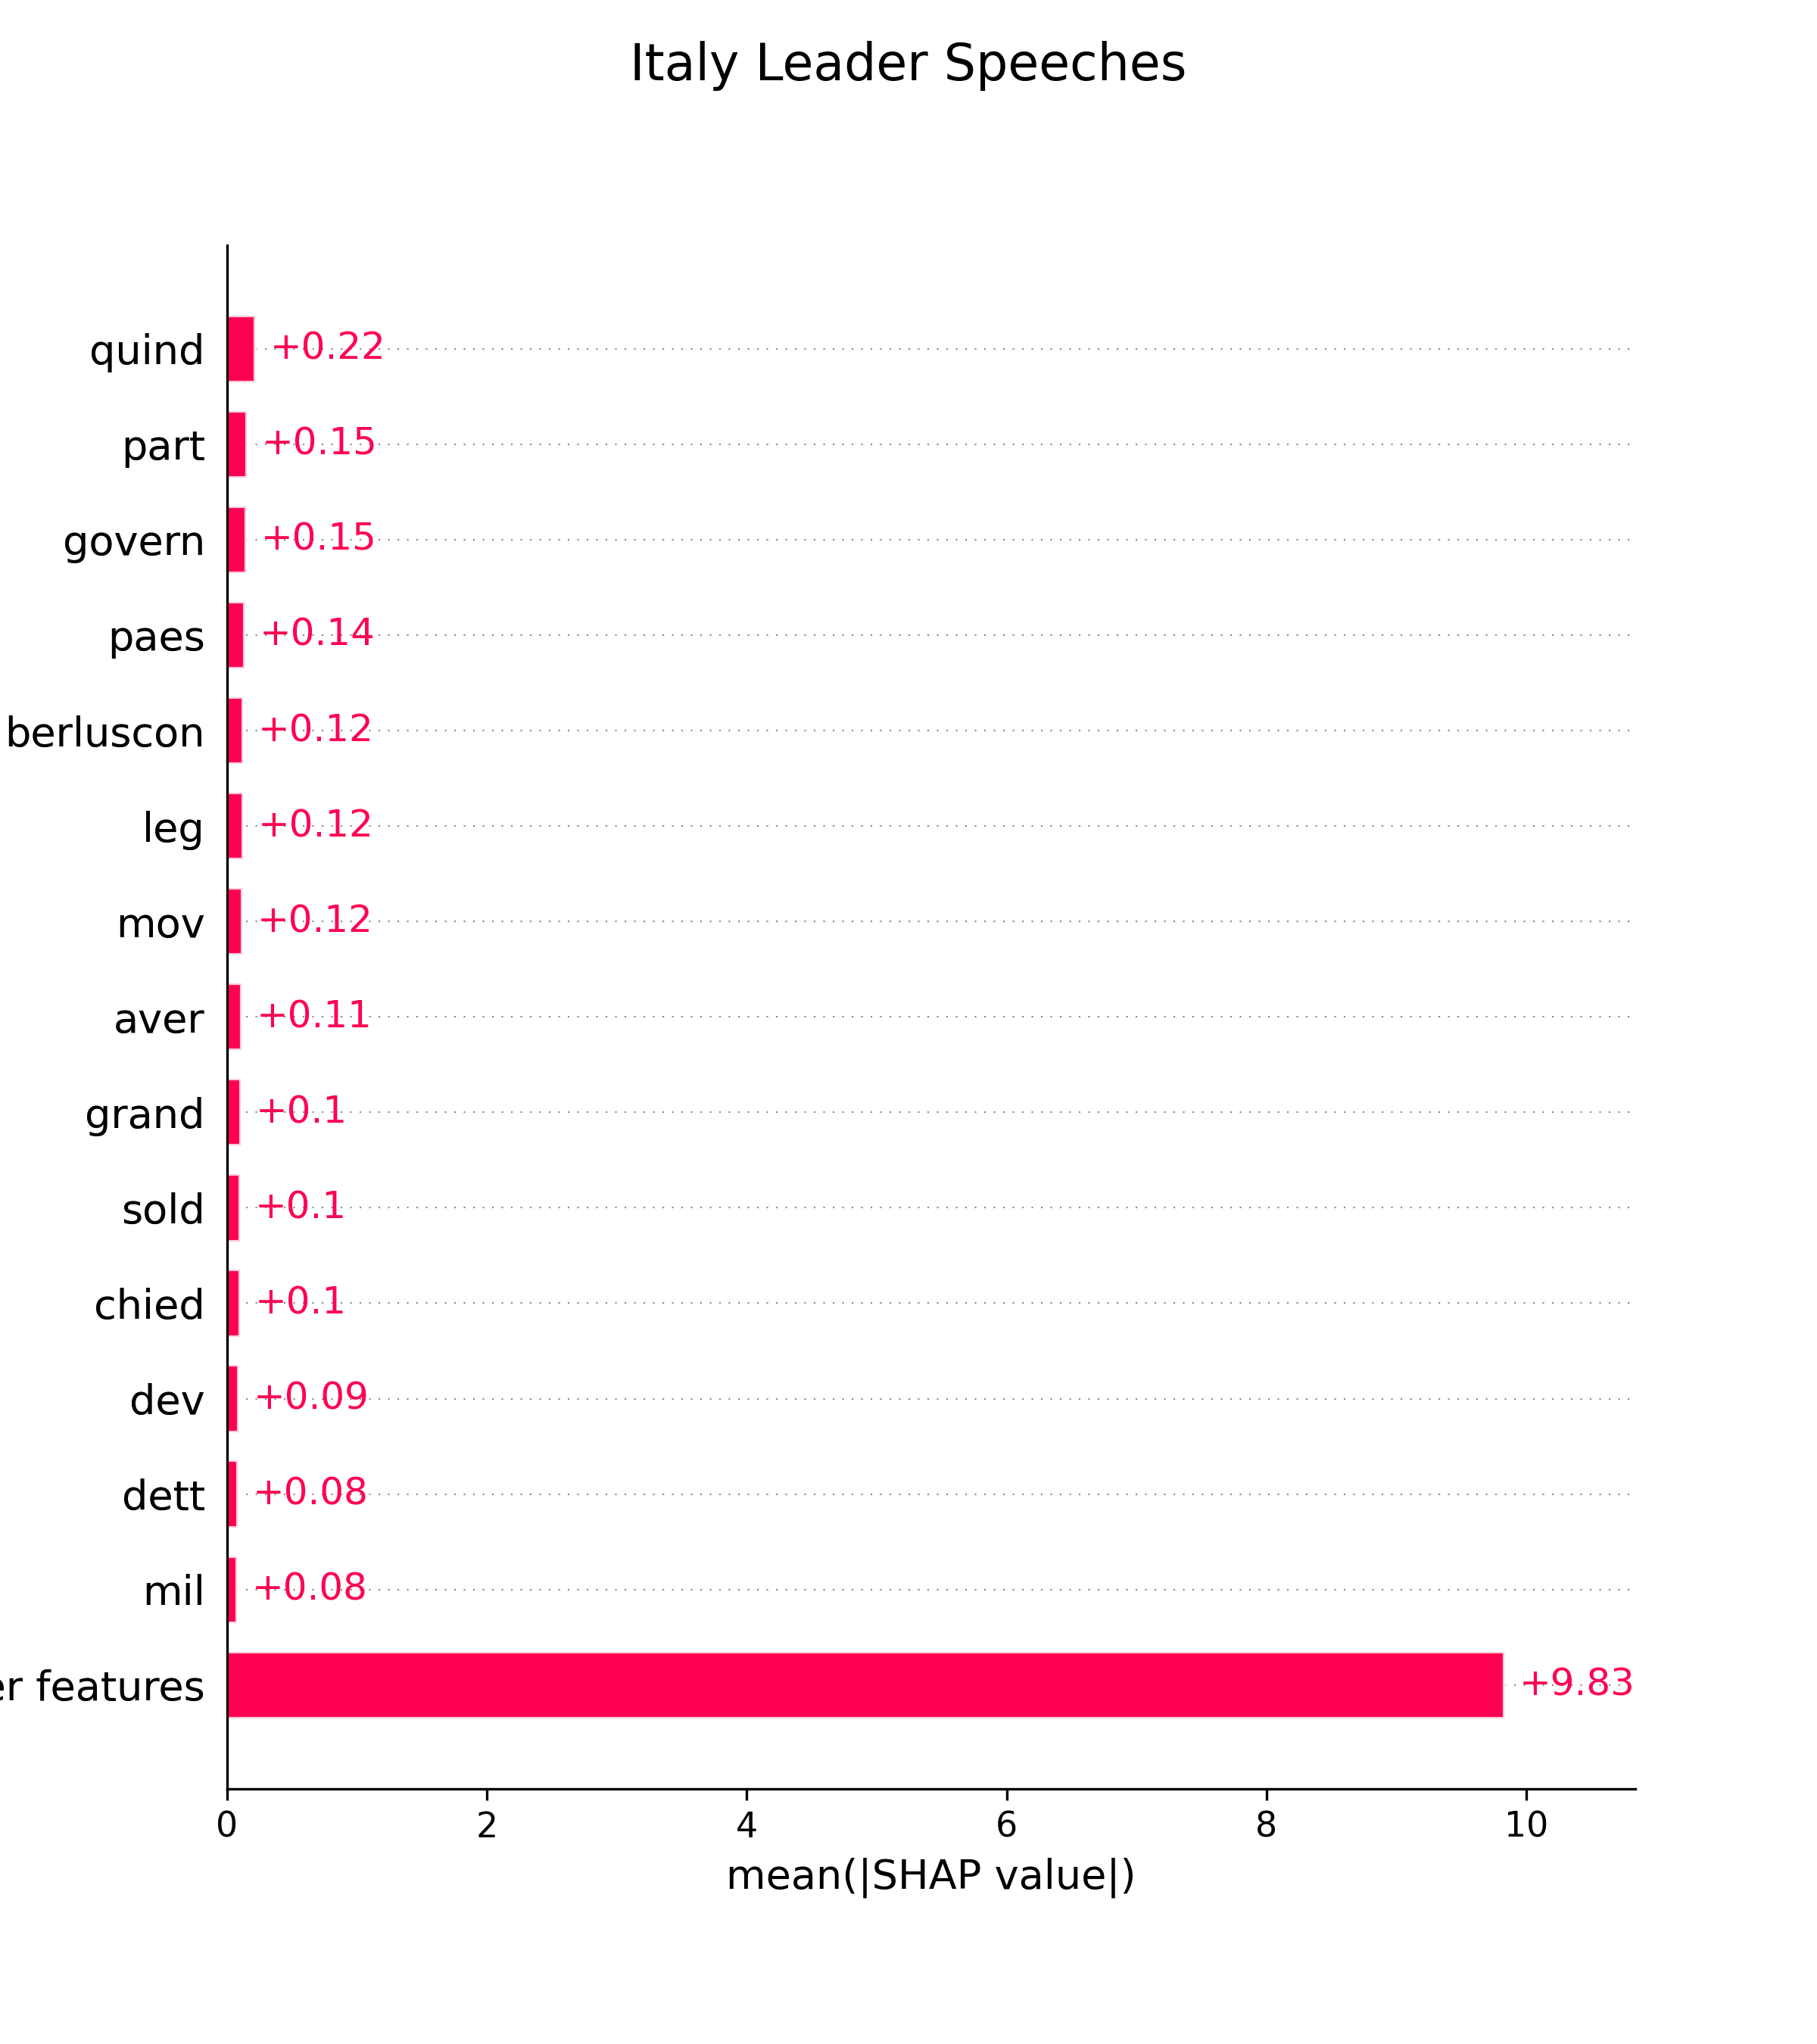 Italy Leader Speeches
quind +0.22
part +0.15
govern +0.15
paes +0.14
berluscon +0.12
leg +0.12
mov +0.12
aver +0.11
grand +0.1
sold +0.1
chied +0.1
dev +0.09
dett +0.08
mil +0.08
features +9.83
0 2 4 6 8 10
mean(|SHAP value|)